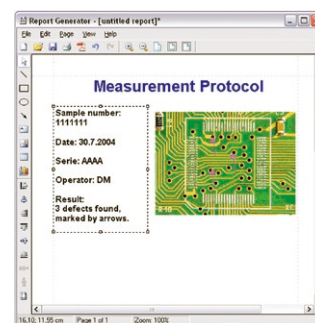 Report Generator - [untitled report]*
File Edit Page View Help
Measurement Protocol
Sample number:
1111111
Date: 30.7.2004
Serie: AAAA
Operator: DM
Result:
3 defects found,
marked by arrows.
16,10; 11,95 cm Page 1 of 1 Zoom: 100%